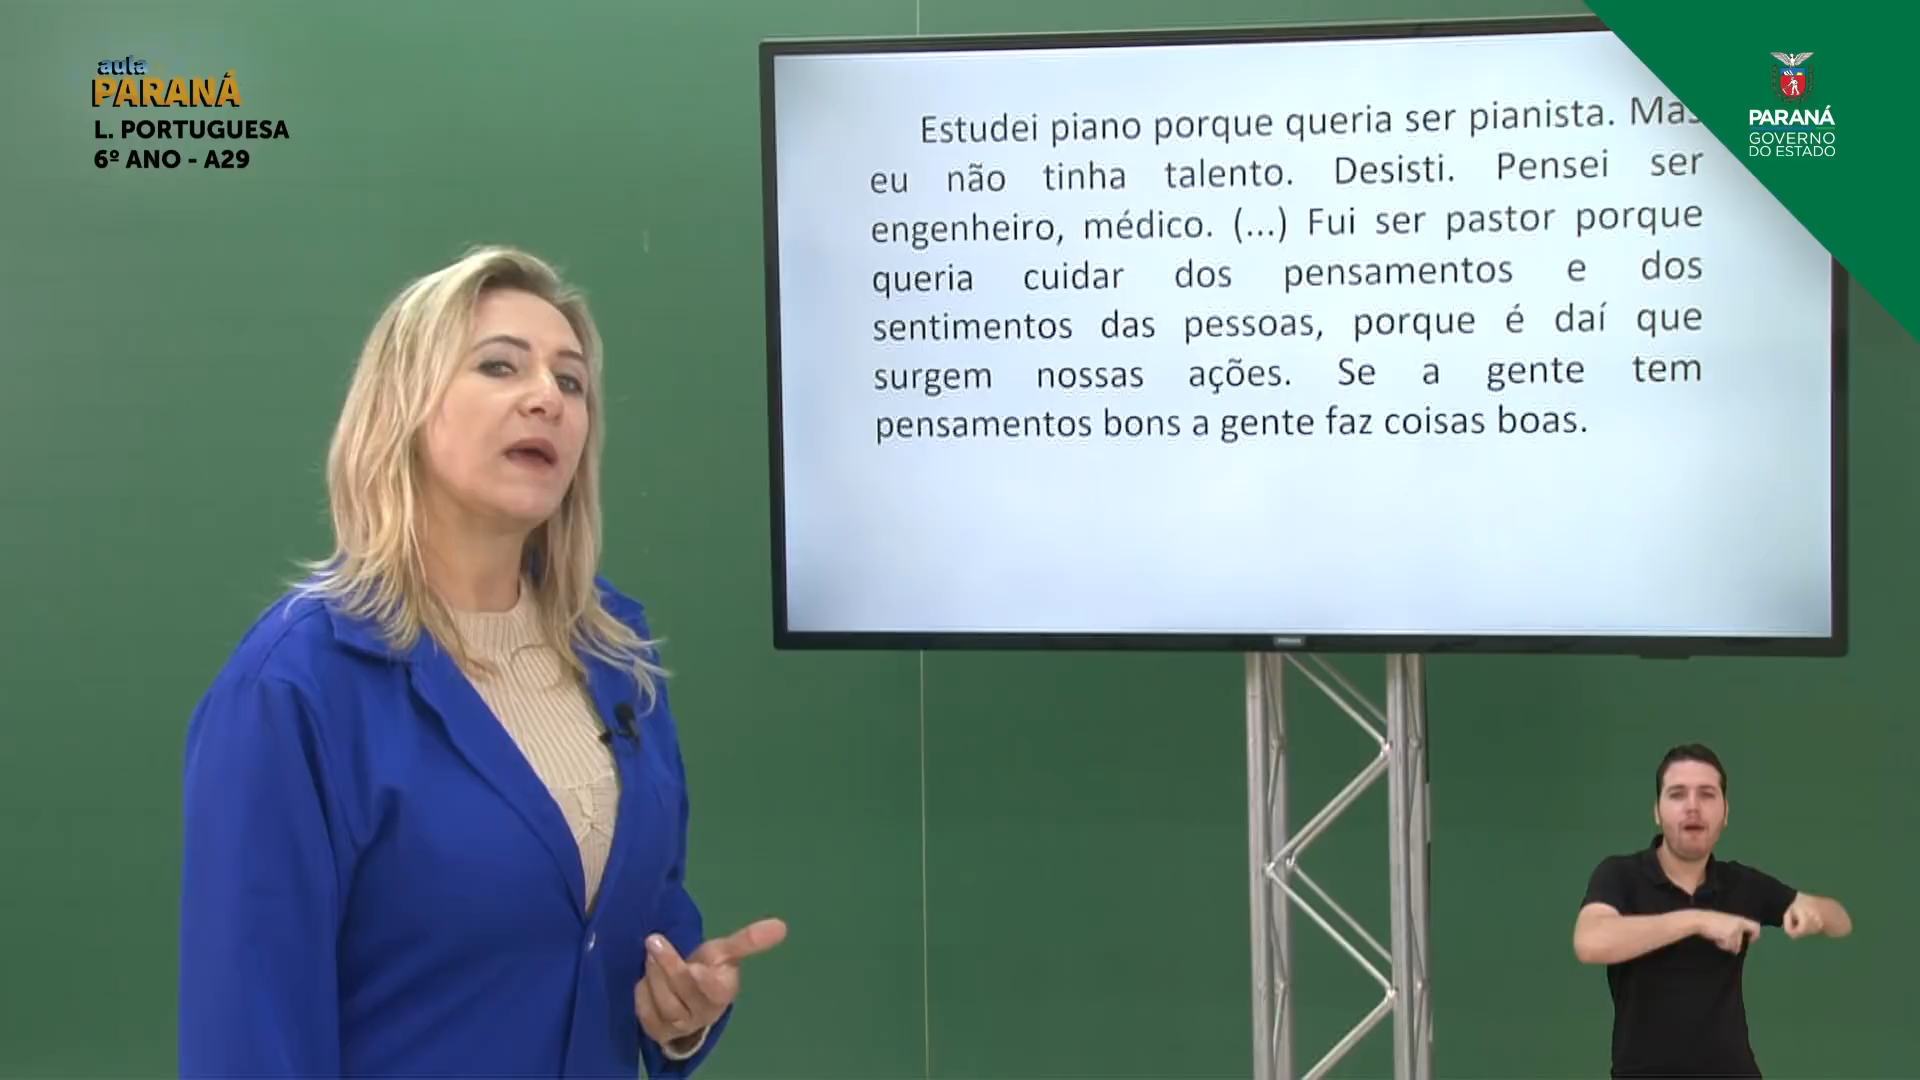 aula
PARANÁ
L. PORTUGUESA
6º ANO - A29
Estudei piano porque queria ser pianista. Mas
eu não tinha talento. Desisti. Pensei ser
engenheiro, médico. (...) Fui ser pastor porque
queria cuidar dos pensamentos e dos
sentimentos das pessoas, porque é daí que
surgem nossas ações. Se a gente tem
pensamentos bons a gente faz coisas boas.
PARANÁ
GOVERNO
DO ESTADO